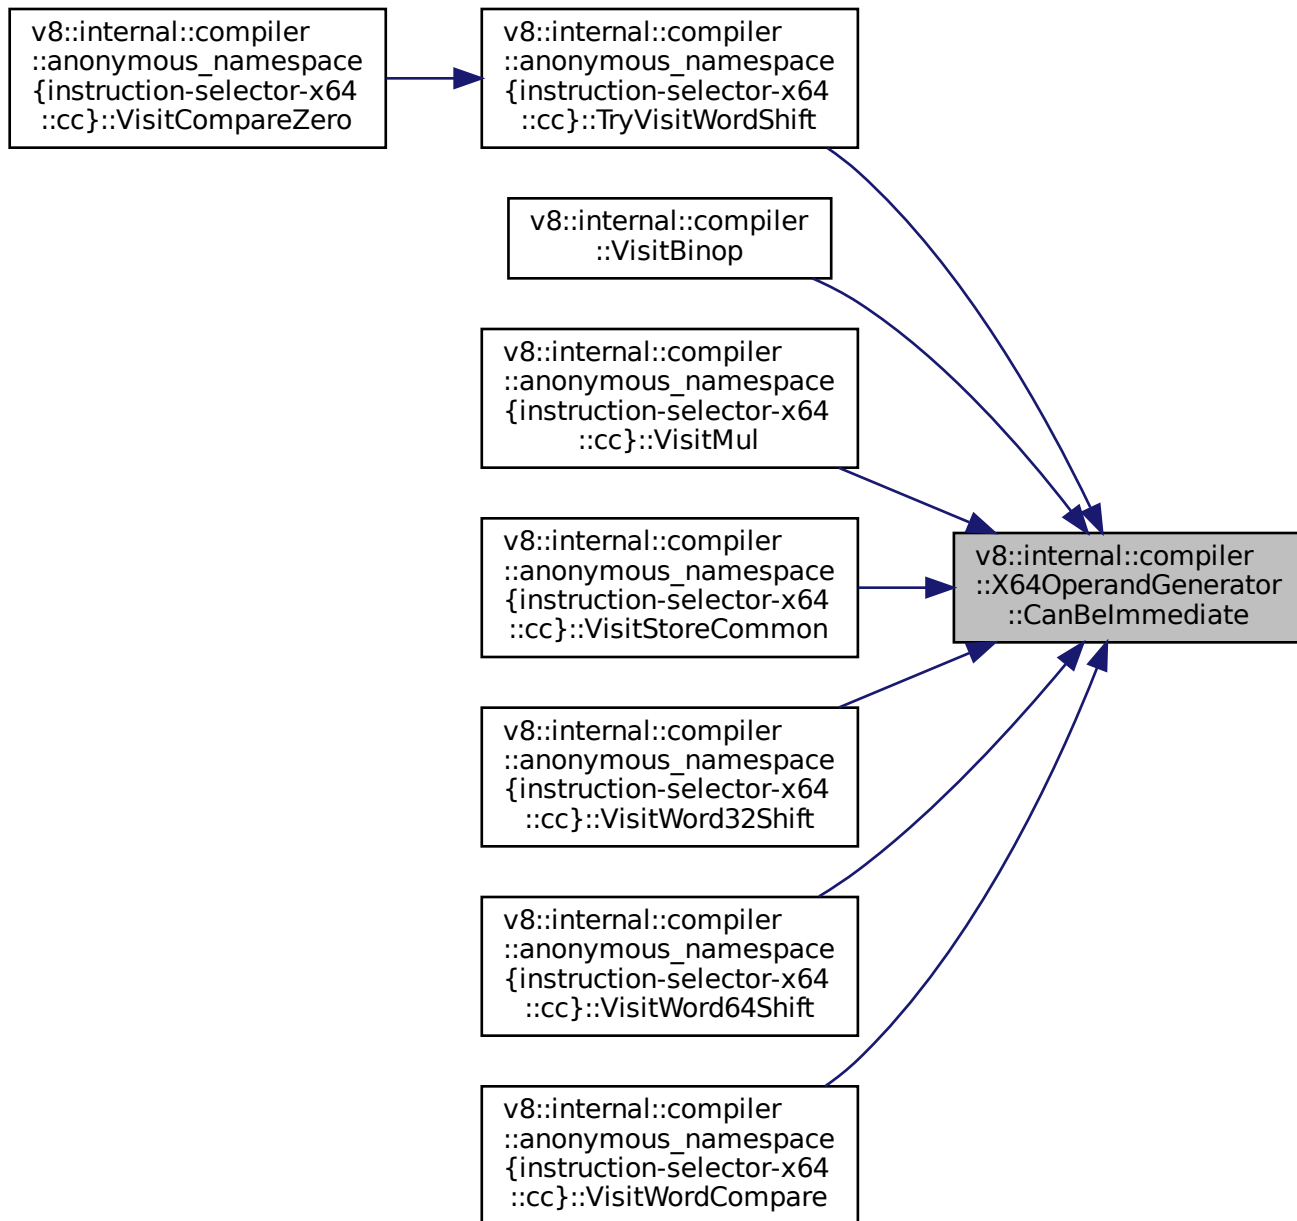 v8::internal::compiler
::anonymous_namespace
{instruction-selector-x64
::cc}::VisitCompareZero
v8::internal::compiler
::anonymous_namespace
{instruction-selector-x64
::cc}::TryVisitWordShift
v8::internal::compiler
::VisitBinop
v8::internal::compiler
::anonymous_namespace
{instruction-selector-x64
::cc}::VisitMul
v8::internal::compiler
::anonymous_namespace
{instruction-selector-x64
::cc}::VisitStoreCommon
v8::internal::compiler
::X64OperandGenerator
::CanBeImmediate
v8::internal::compiler
::anonymous_namespace
{instruction-selector-x64
::cc}::VisitWord32Shift
v8::internal::compiler
::anonymous_namespace
{instruction-selector-x64
::cc}::VisitWord64Shift
v8::internal::compiler
::anonymous_namespace
{instruction-selector-x64
::cc}::VisitWordCompare